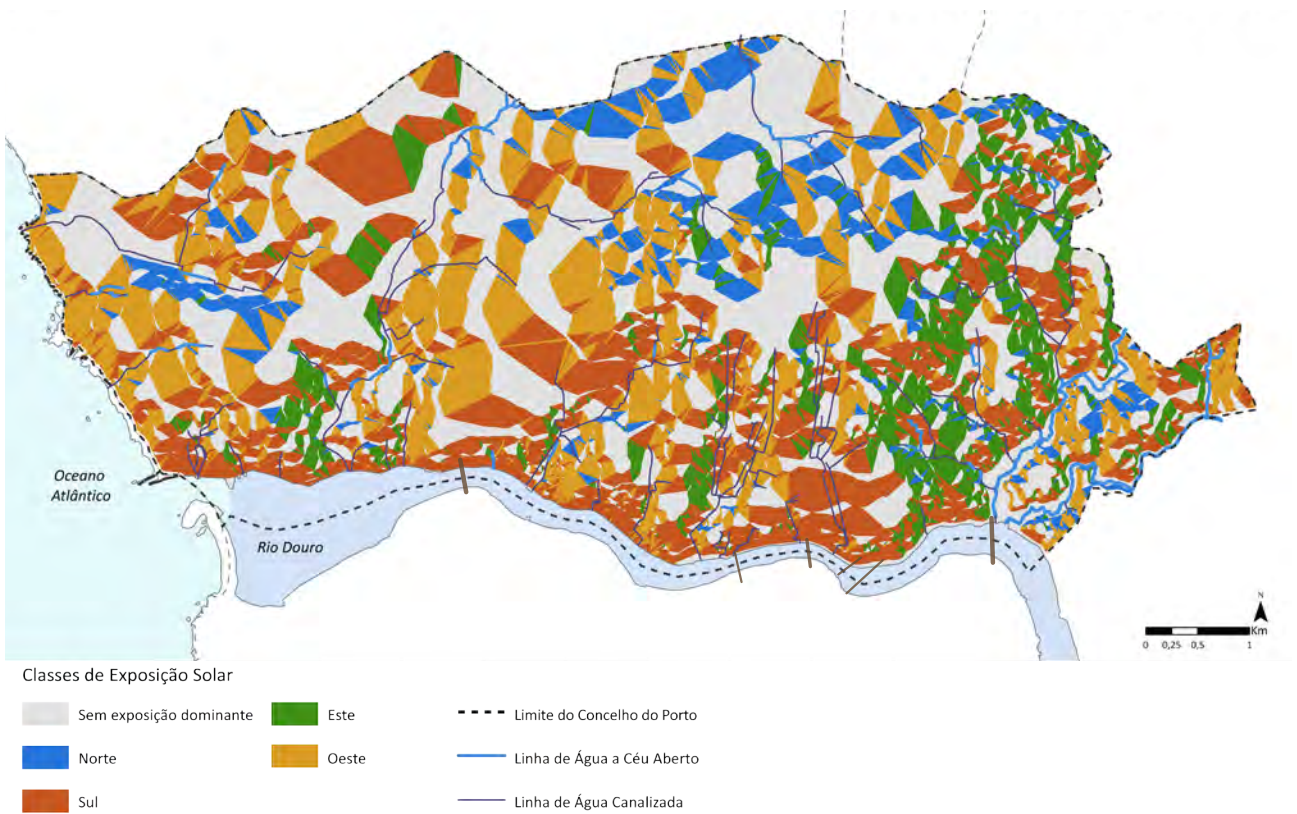 Oceano
Atlântico
Rio Douro
N
Km
0 0,25 0,5 1
Classes de Exposição Solar
Sem exposição dominante
Este
Limite do Concelho do Porto
Norte
Oeste
Linha de Água a Céu Aberto
Sul
Linha de Água Canalizada